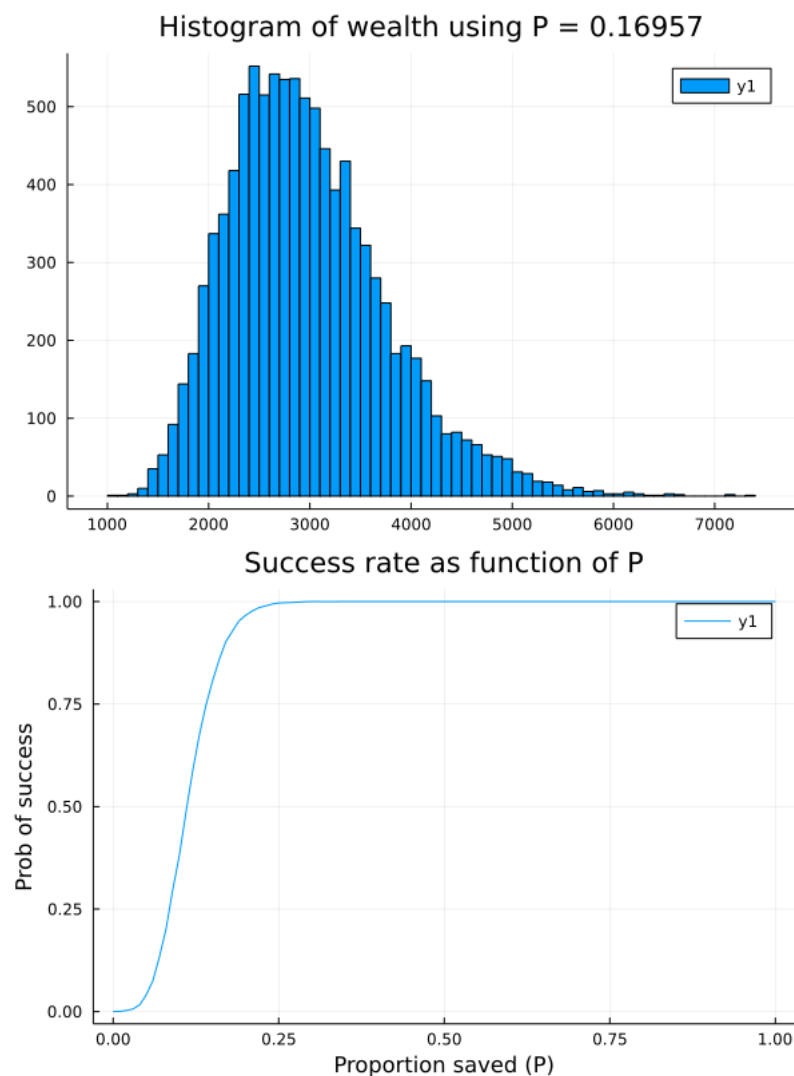 Histogram of wealth using P = 0.16957
y1
500
400
300
200
100
0
1000 2000 3000 4000 5000 6000 7000
Success rate as function of P
y1
1.00
0.75
0.50
0.25
0.00
Prob of success
0.00 0.25 0.50 0.75 1.00
Proportion saved (P)